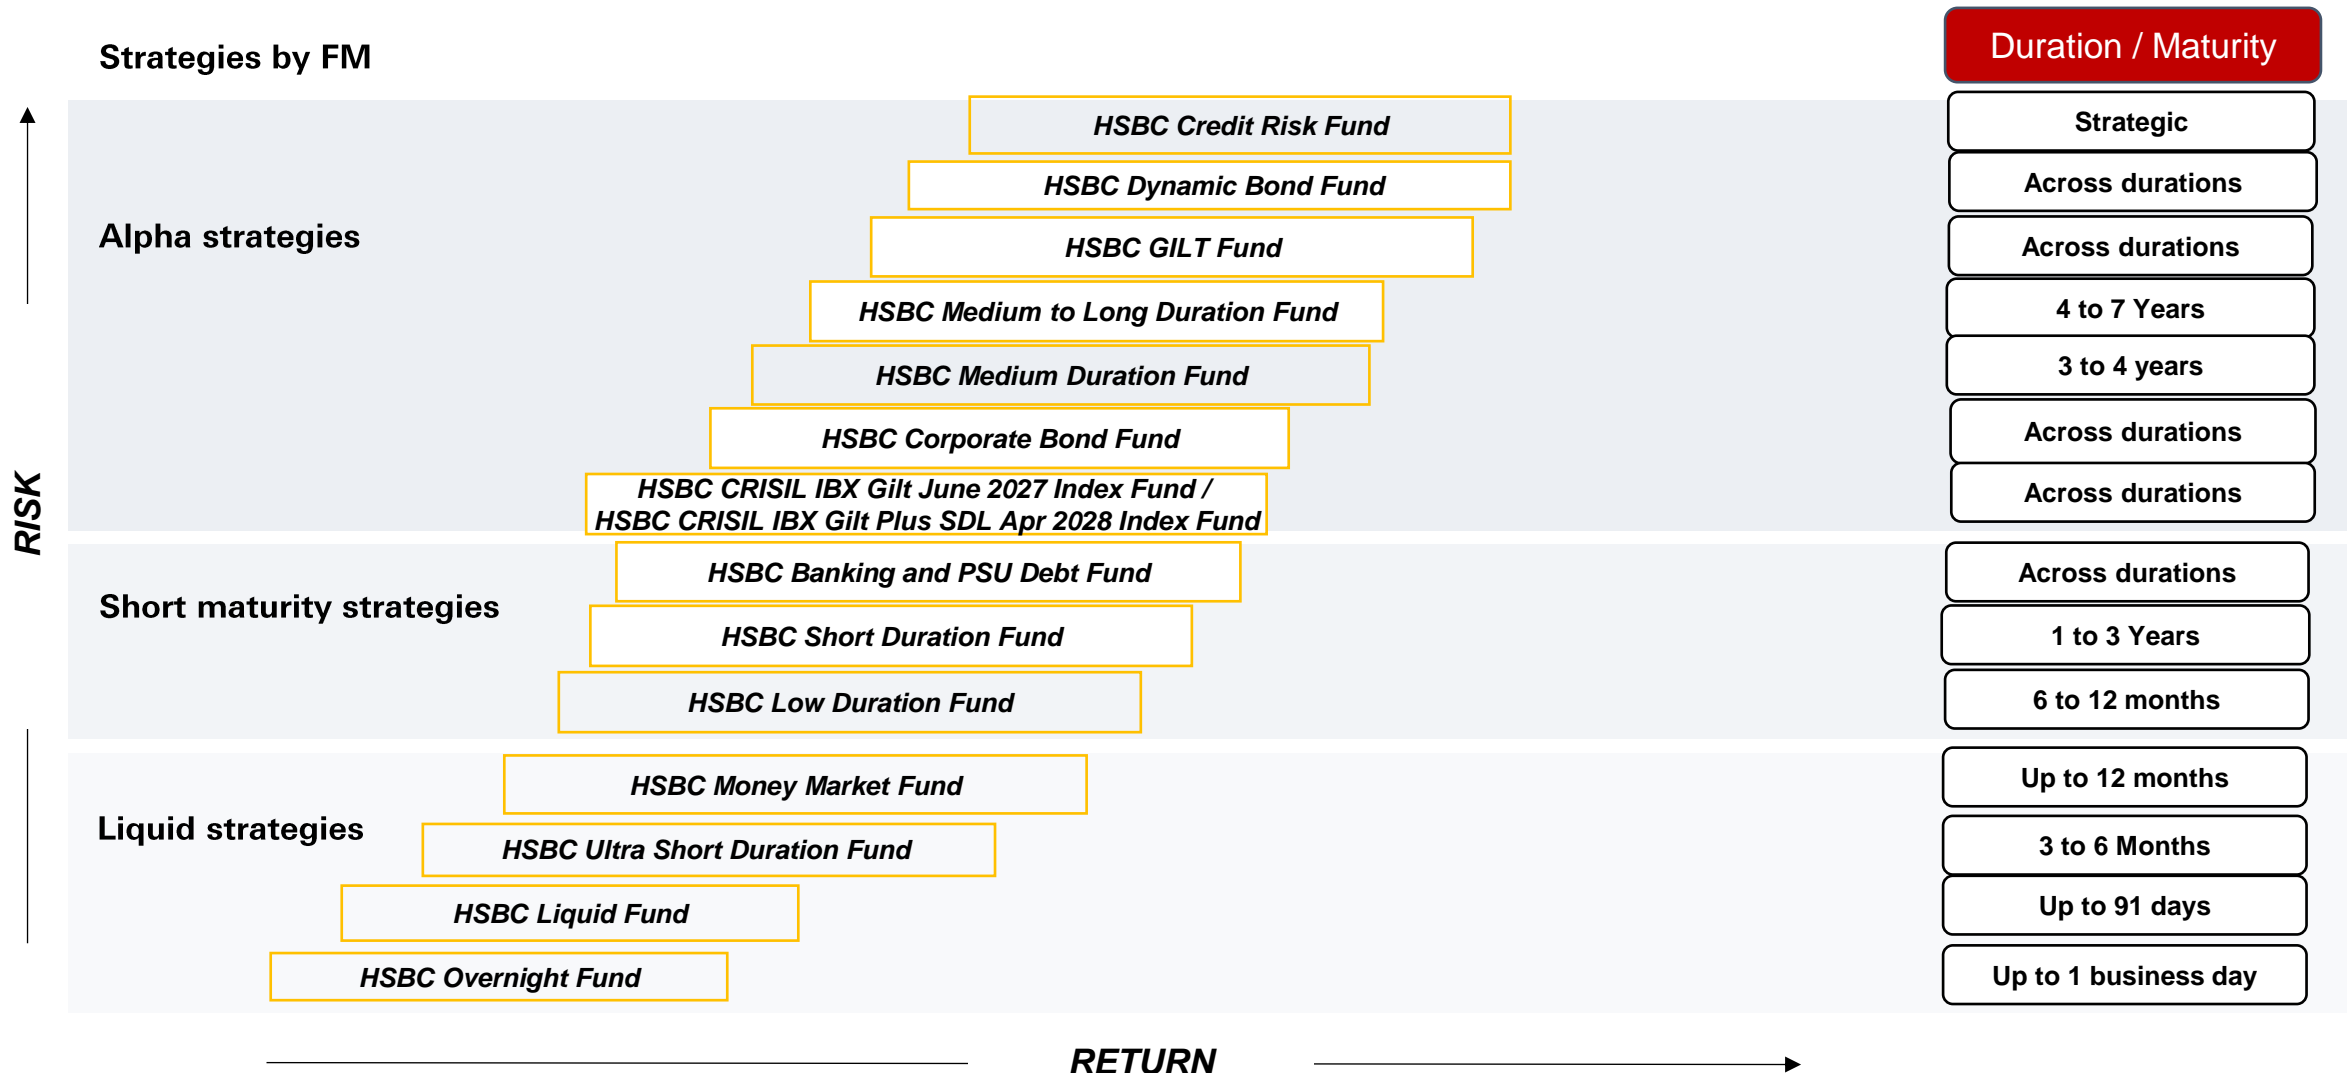 Strategies by FM
Duration / Maturity
HSBC Credit Risk Fund
Strategic
HSBC Dynamic Bond Fund
Across durations
Alpha strategies
HSBC GILT Fund
Across durations
HSBC Medium to Long Duration Fund
4 to 7 Years
HSBC Medium Duration Fund
3 to 4 years
HSBC Corporate Bond Fund
Across durations
HSBC CRISIL IBX Gilt June 2027 Index Fund /
HSBC CRISIL IBX Gilt Plus SDL Apr 2028 Index Fund
Across durations
RISK
HSBC Banking and PSU Debt Fund
Across durations
Short maturity strategies
HSBC Short Duration Fund
1 to 3 Years
HSBC Low Duration Fund
6 to 12 months
HSBC Money Market Fund
Up to 12 months
Liquid strategies
HSBC Ultra Short Duration Fund
3 to 6 Months
HSBC Liquid Fund
Up to 91 days
HSBC Overnight Fund
Up to 1 business day
RETURN